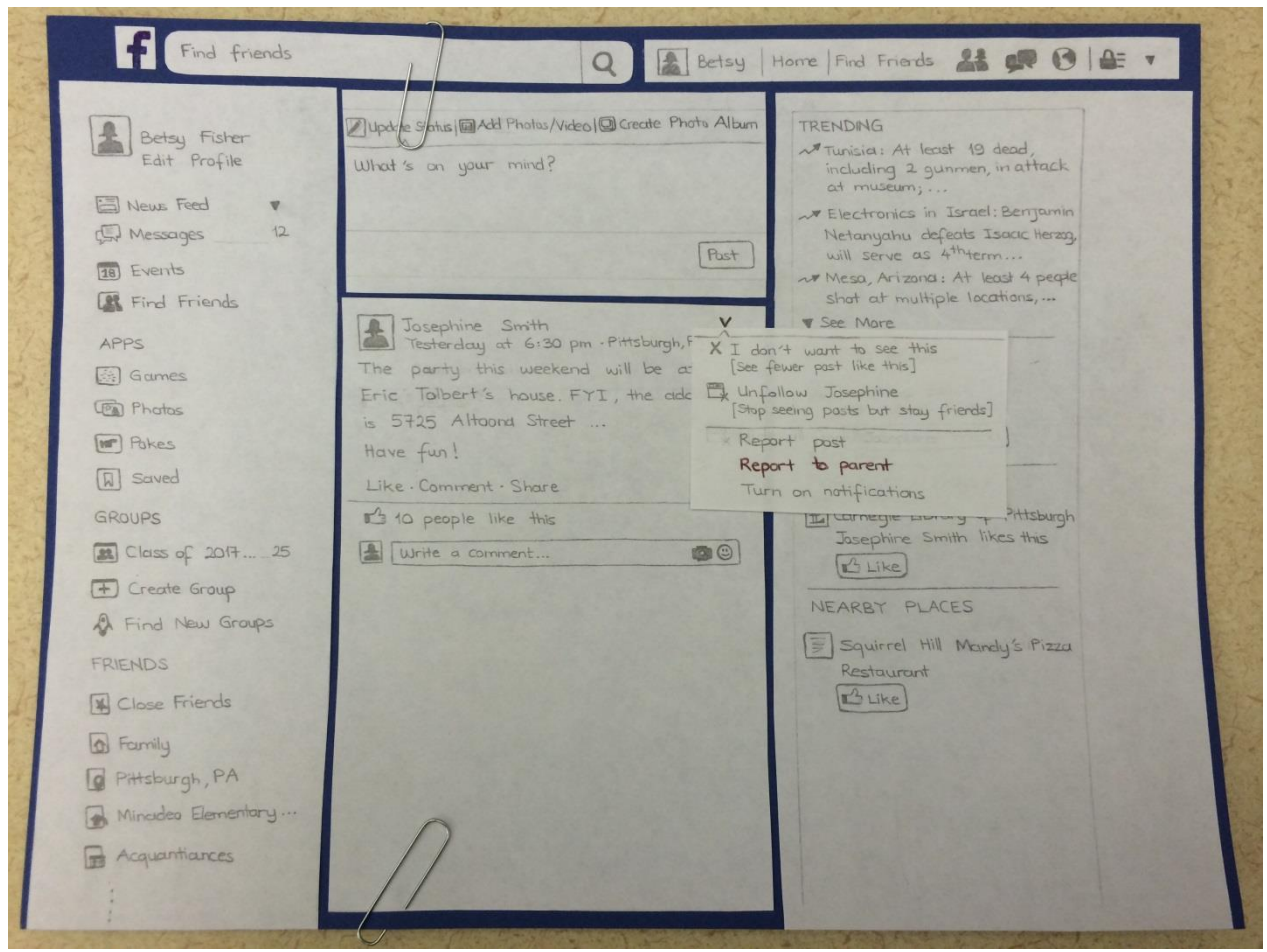 f
Find friends
Betsy | Home | Find Friends
Betsy Fisher
Edit Profile
News Feed
Messages 12
18 Events
Find Friends
APPS
Games
Photos
Pokes
Saved
GROUPS
Class of 2017... 25
Create Group
Find New Groups
FRIENDS
Close Friends
Family
Pittsburgh, PA
Minadeo Elementary...
Acquantiances
Update Status | Add Photos/Video | Create Photo Album
What's on your mind?
Post
Josephine Smith
Yesterday at 6:30 pm · Pittsburgh,
The party this weekend will be
Eric Tolbert's house. FYI, the
is 5725 Altoona Street ...
Have fun!
Like · Comment · Share
10 people like this
Write a comment...
X I don't want to see this
[See fewer post like this]
Unfollow Josephine
[Stop seeing posts but stay friends]
Report post
Report to parent
Turn on notifications
TRENDING
Tunisia: At least 19 dead,
including 2 gunmen, in attack
at museum; ...
Electronics in Israel: Benjamin
Netanyahu defeats Isaac Herzog,
will serve as 4th term...
Mesa, Arizona: At least 4 people
shot at multiple locations,...
See More
Carnegie Library of Pittsburgh
Josephine Smith likes this
Like
NEARBY PLACES
Squirrel Hill Mandy's Pizza
Restaurant
Like